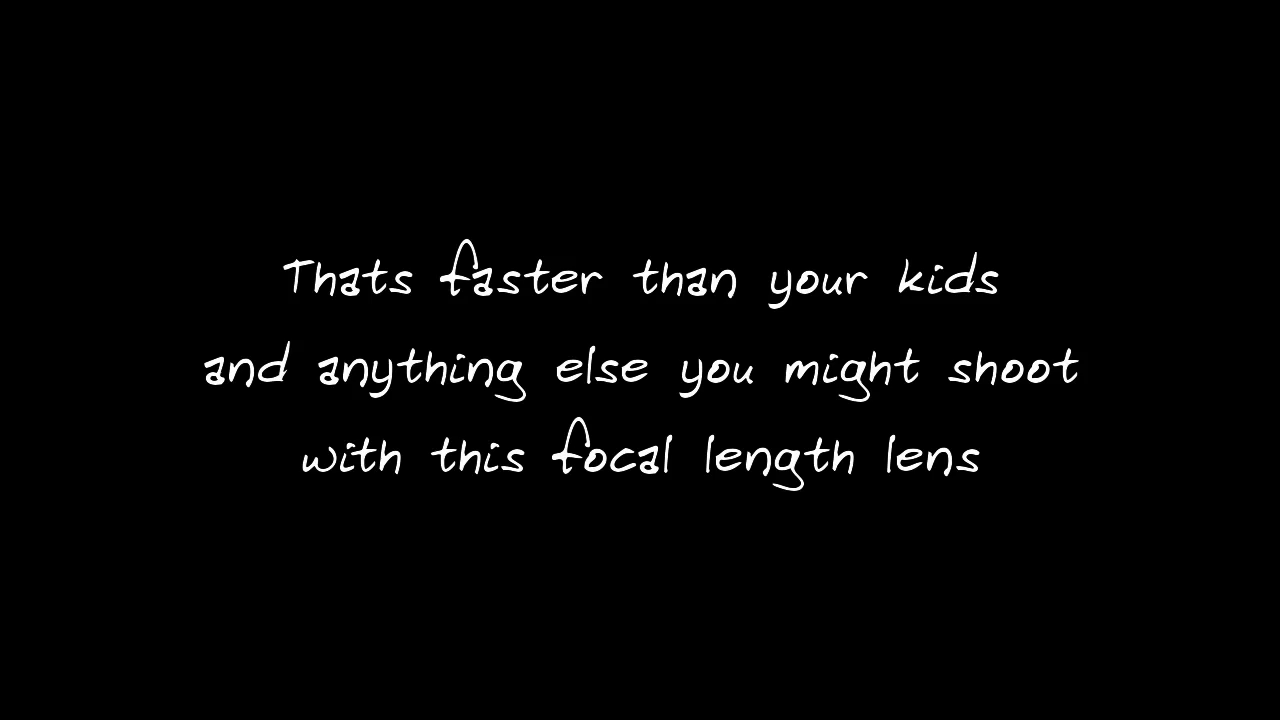 Thats faster than your kids
and anything else you might shoot
with this focal length lens